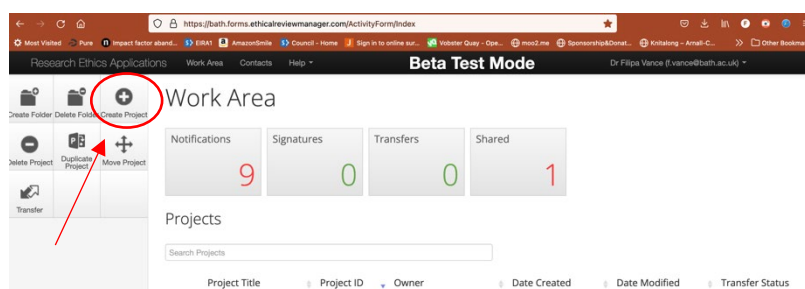 https://bath.forms.ethicalreviewmanager.com/ActivityForm/Index
Most Visited Pure Impact factor aband... EIRA1 AmazonSmile Council - Home Sign in to online sur... Vobster Quay - Ope... moo2.me Sponsorship&Donat... Knitalong – Arnall-C... Other Bookma
Research Ethics Applications Work Area Contacts Help Beta Test Mode Dr Filipa Vance (f.vance@bath.ac.uk)
Create Folder Delete Folder Create Project
Work Area
Delete Project Duplicate Project Move Project
Transfer
Notifications Signatures Transfers Shared
9 0 0 1
Projects
Search Projects
Project Title Project ID Owner Date Created Date Modified Transfer Status